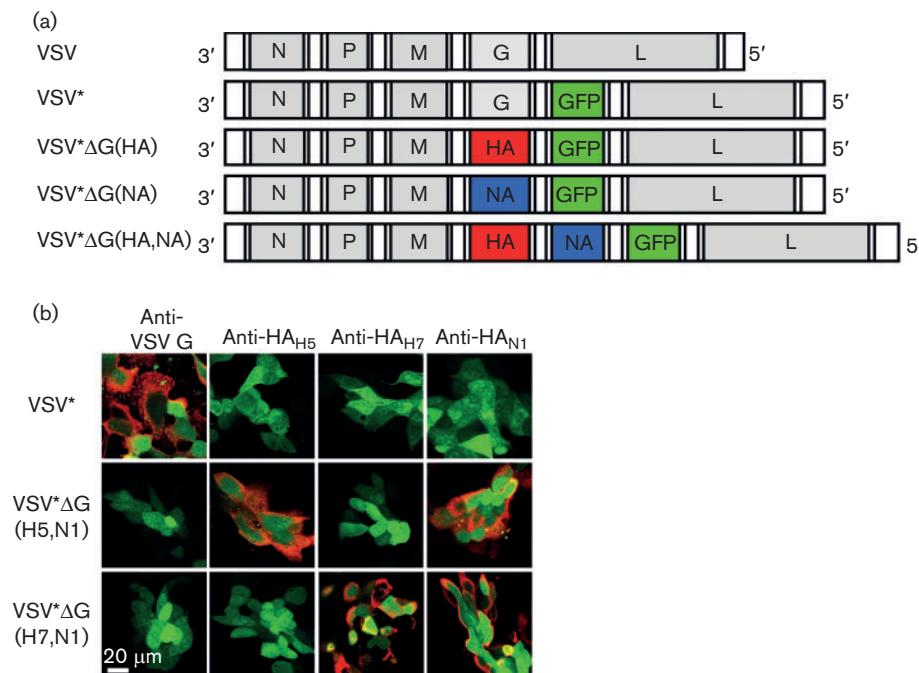 (a)
VSV 3′ N P M G L 5′
VSV* 3′ N P M G GFP L 5′
VSV*ΔG(HA) 3′ N P M HA GFP L 5′
VSV*ΔG(NA) 3′ N P M NA GFP L 5′
VSV*ΔG(HA,NA) 3′ N P M HA NA GFP L 5
(b)
Anti-
VSV G Anti-HAH5 Anti-HAH7 Anti-HAN1
VSV*
VSV*ΔG
(H5,N1)
VSV*ΔG
(H7,N1)
20 μm